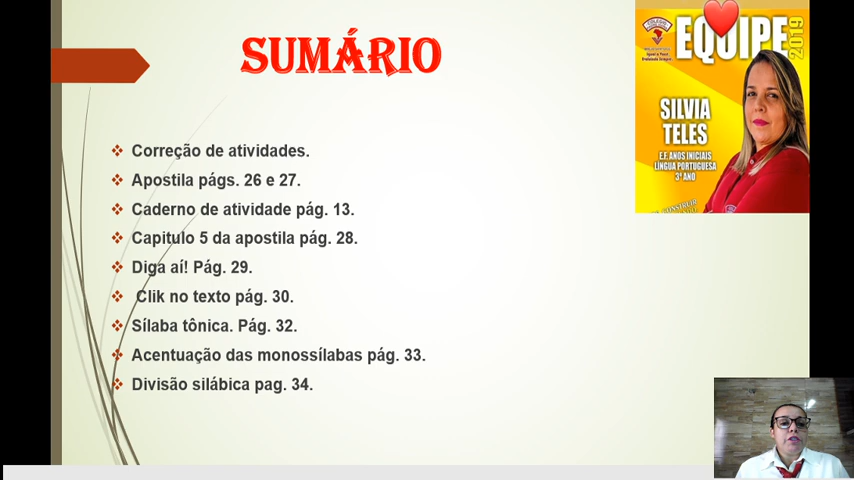 SUMÁRIO
Correção de atividades.
Apostila págs. 26 e 27.
Caderno de atividade pág. 13.
Capitulo 5 da apostila pág. 28.
Diga aí! Pág. 29.
Clik no texto pág. 30.
Sílaba tônica. Pág. 32.
Acentuação das monossílabas pág. 33.
Divisão silábica pag. 34.
EQUIPE
2019
SILVIA
TELES
E.F. ANOS INICIAIS
LÍNGUA PORTUGUESA
3º ANO
CONSTRUIR